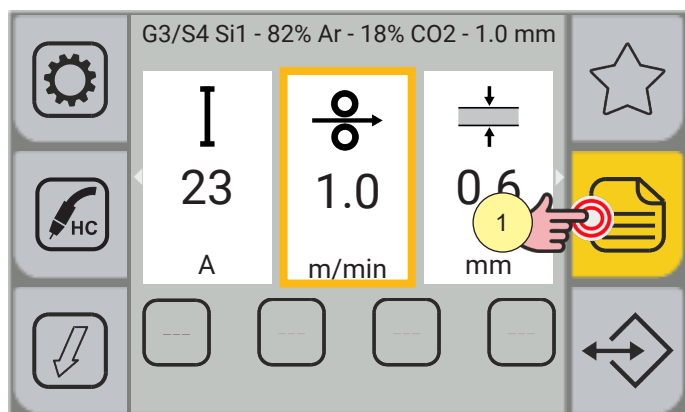 G3/S4 Si1 - 82% Ar - 18% CO2 - 1.0 mm
I
23
A
1.0
m/min
0.6
mm
1
HC
---
---
---
---